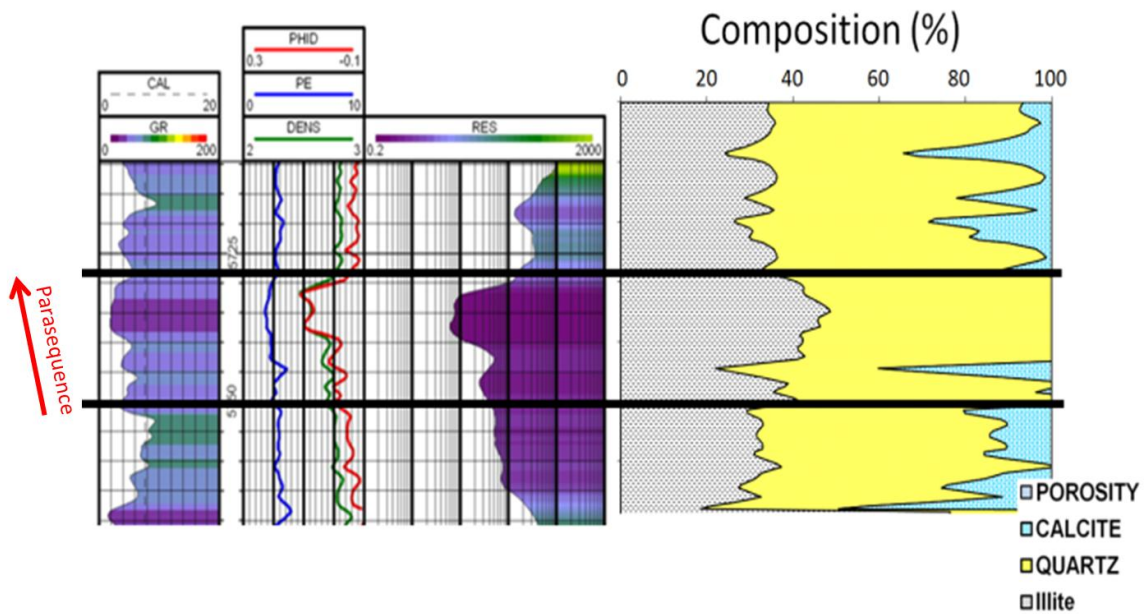 Composition (%)
0 20 40 60 80 100
PHID
0.3 -0.1
CAL
0 20
PE
0 10
GR
0 200
DENS
2 3
RES
0.2 2000
5725
Parasequence
POROSITY
CALCITE
QUARTZ
Illite